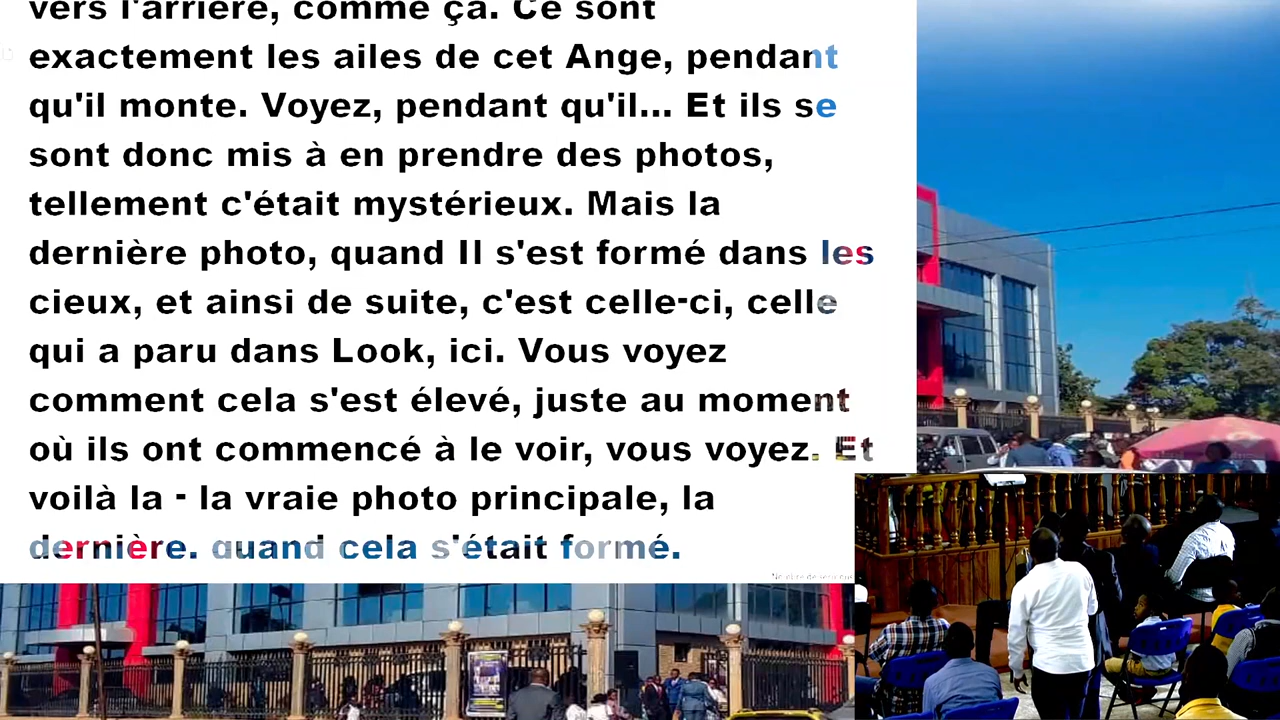 vers l'arrière, comme ça. Ce sont
exactement les ailes de cet Ange, pendant
qu'il monte. Voyez, pendant qu'il... Et ils se
sont donc mis à en prendre des photos,
tellement c'était mystérieux. Mais la
dernière photo, quand Il s'est formé dans les
cieux, et ainsi de suite, c'est celle-ci, celle
qui a paru dans Look, ici. Vous voyez
comment cela s'est élevé, juste au moment
où ils ont commencé à le voir, vous voyez. Et
voilà la - la vraie photo principale, la
dernière. quand cela s'était formé.